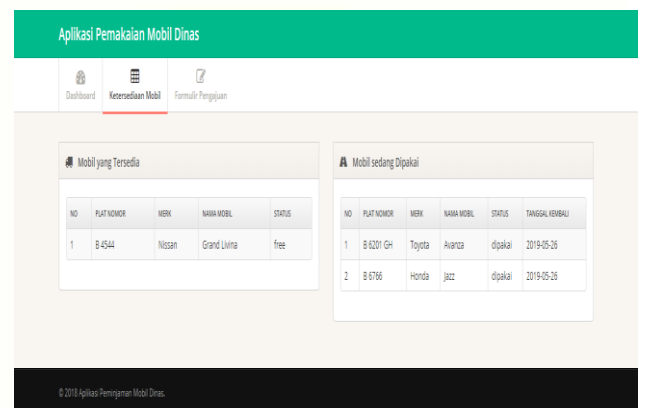 Aplikasi Pemakaian Mobil Dinas
Dashboard
Ketersediaan Mobil
Formulir Pengajuan
Mobil yang Tersedia
NO PLAT NOMOR MERK NAMA MOBIL STATUS
1 B 4544 Nissan Grand Livina free
Mobil sedang Dipakai
NO PLAT NOMOR MERK NAMA MOBIL STATUS TANGGAL KEMBALI
1 B 6201 GH Toyota Avanza dipakai 2019-05-26
2 B 6766 Honda Jazz dipakai 2019-05-26
© 2018 Aplikasi Peminjaman Mobil Dinas.